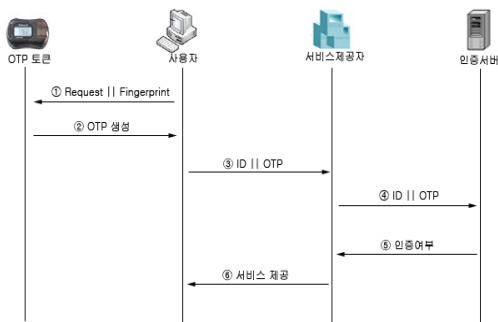 OTP 토큰
사용자
서비스제공자
인증서버
① Request || Fingerprint
② OTP 생성
③ ID || OTP
④ ID || OTP
⑤ 인증여부
⑥ 서비스 제공